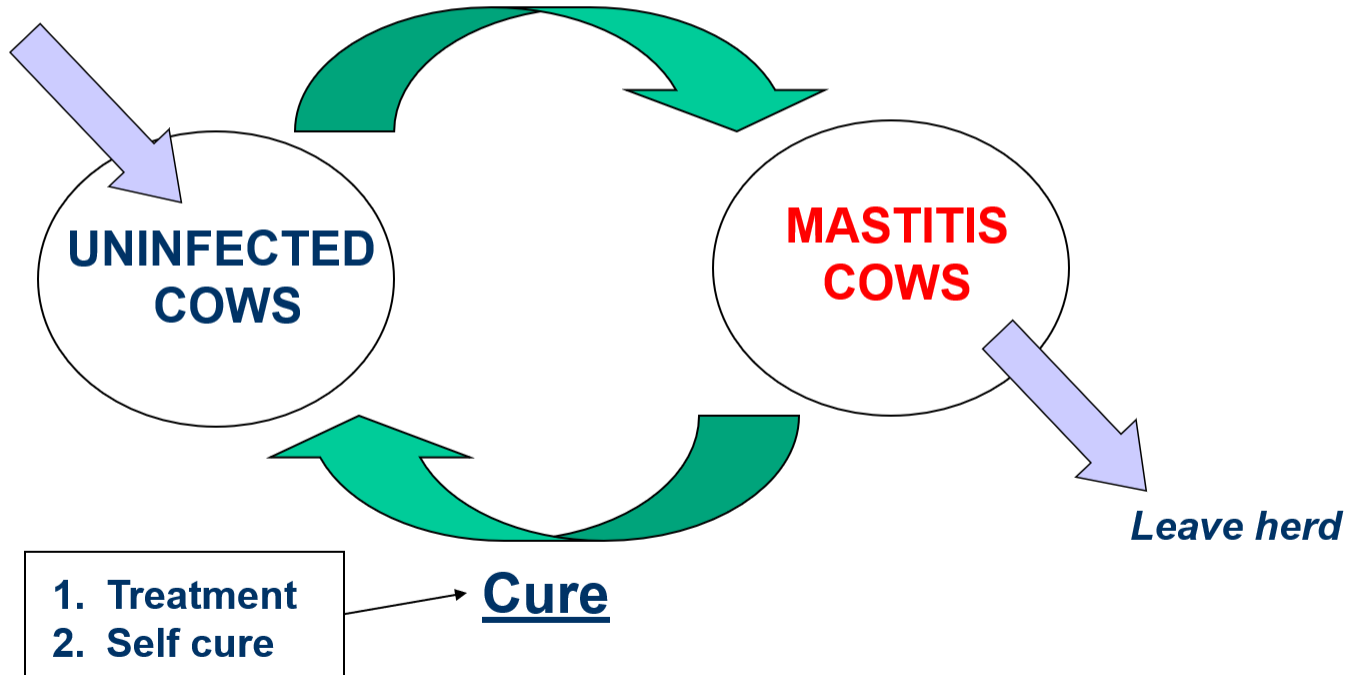 UNINFECTED
COWS
MASTITIS
COWS
Leave herd
1. Treatment
2. Self cure
Cure